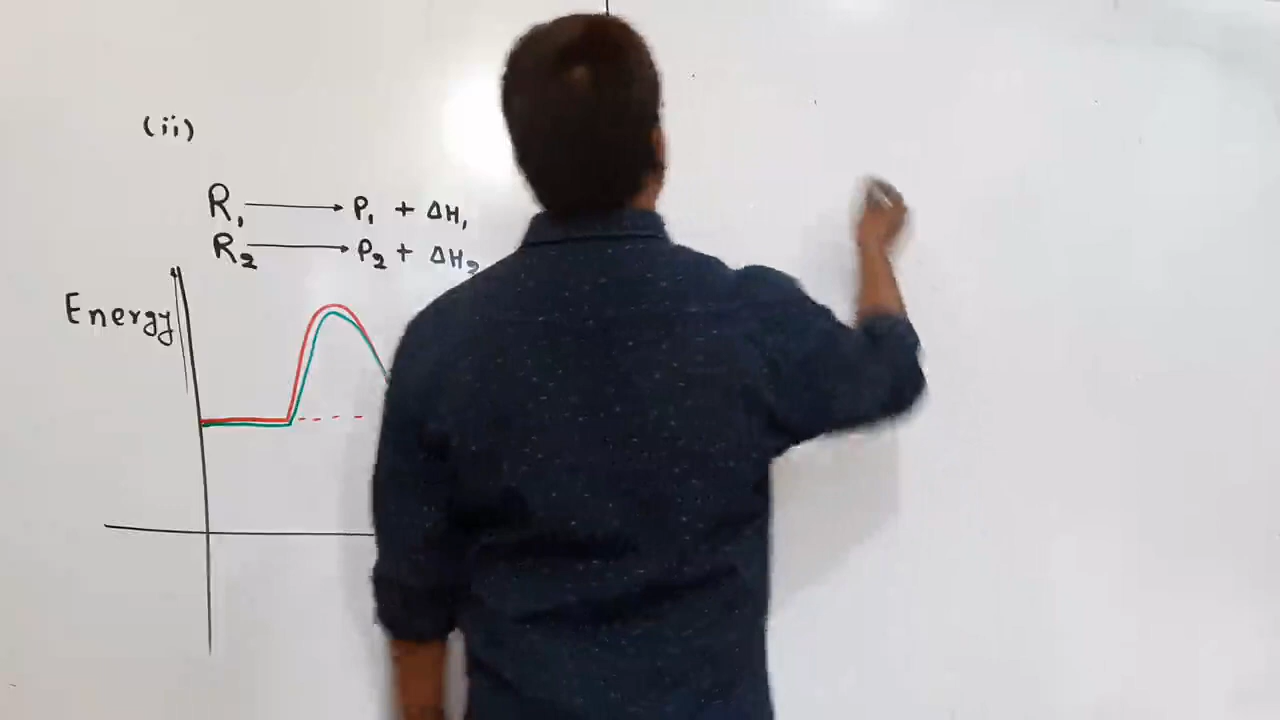 (ii)
R₁ ⟶ P₁ + ΔH₁
R₂ ⟶ P₂ + ΔH₂
Energy